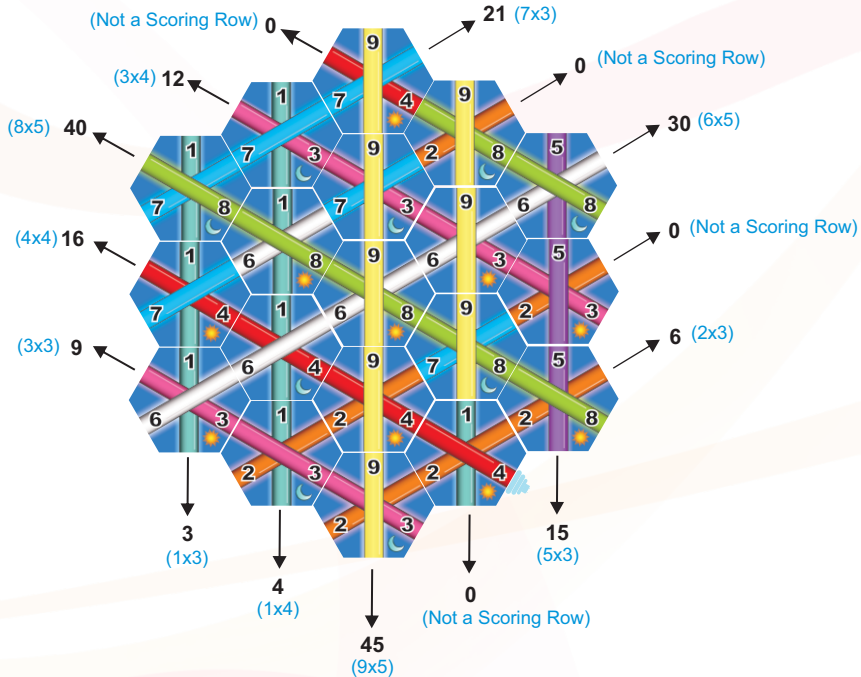 (Not a Scoring Row) 0
21 (7x3)
0 (Not a Scoring Row)
(3x4) 12
(8x5) 40
30 (6x5)
(4x4) 16
0 (Not a Scoring Row)
(3x3) 9
6 (2x3)
9
7 4
1 9
7 3 2 8
1 9 5
7 8 7 3 6 8
1 9
6 8 6 3
1 9 5
7 4 6 8 2 3
1 9
6 4 7 8
1 9 5
6 3 2 4 2 8
1 1
2 3 2 4
9
2 3
3
(1x3)
4
(1x4)
45
(9x5)
0
(Not a Scoring Row)
15
(5x3)